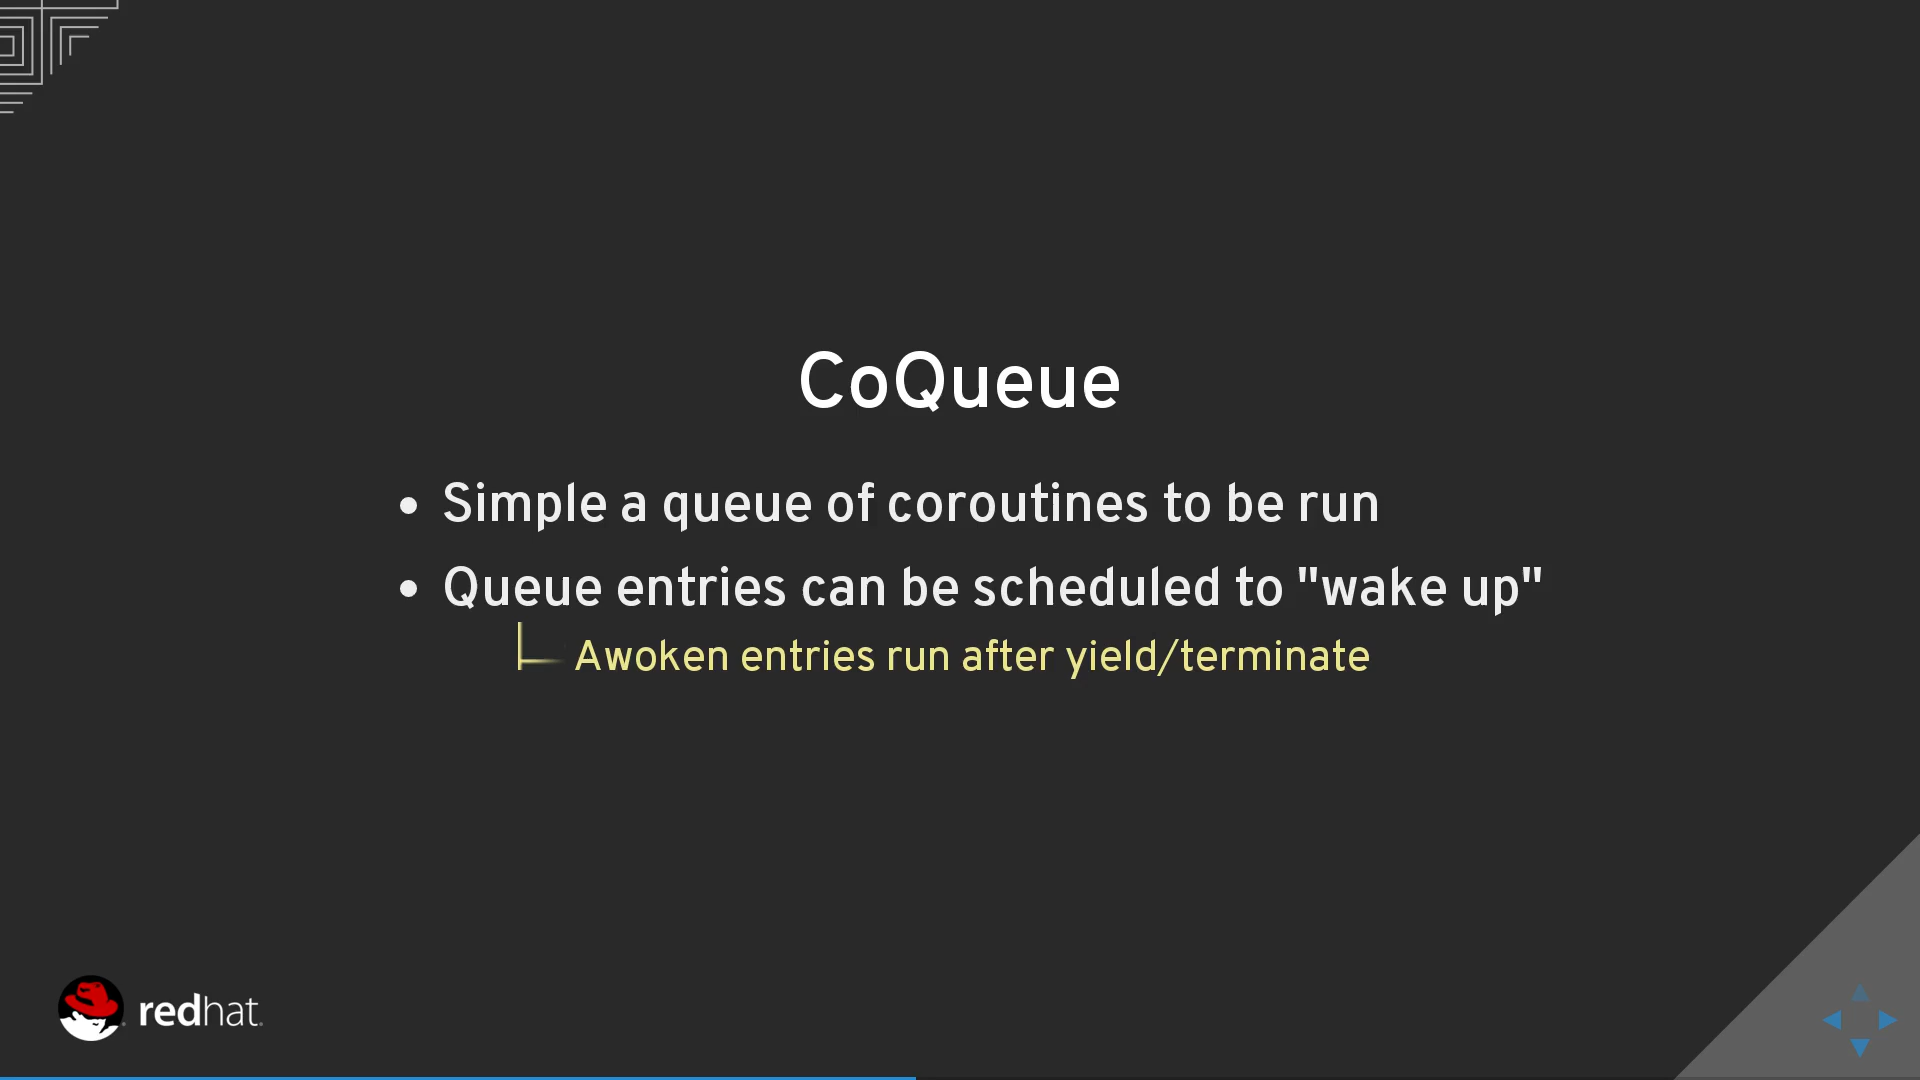 CoQueue
Simple a queue of coroutines to be run
Queue entries can be scheduled to "wake up"
Awoken entries run after yield/terminate
redhat.